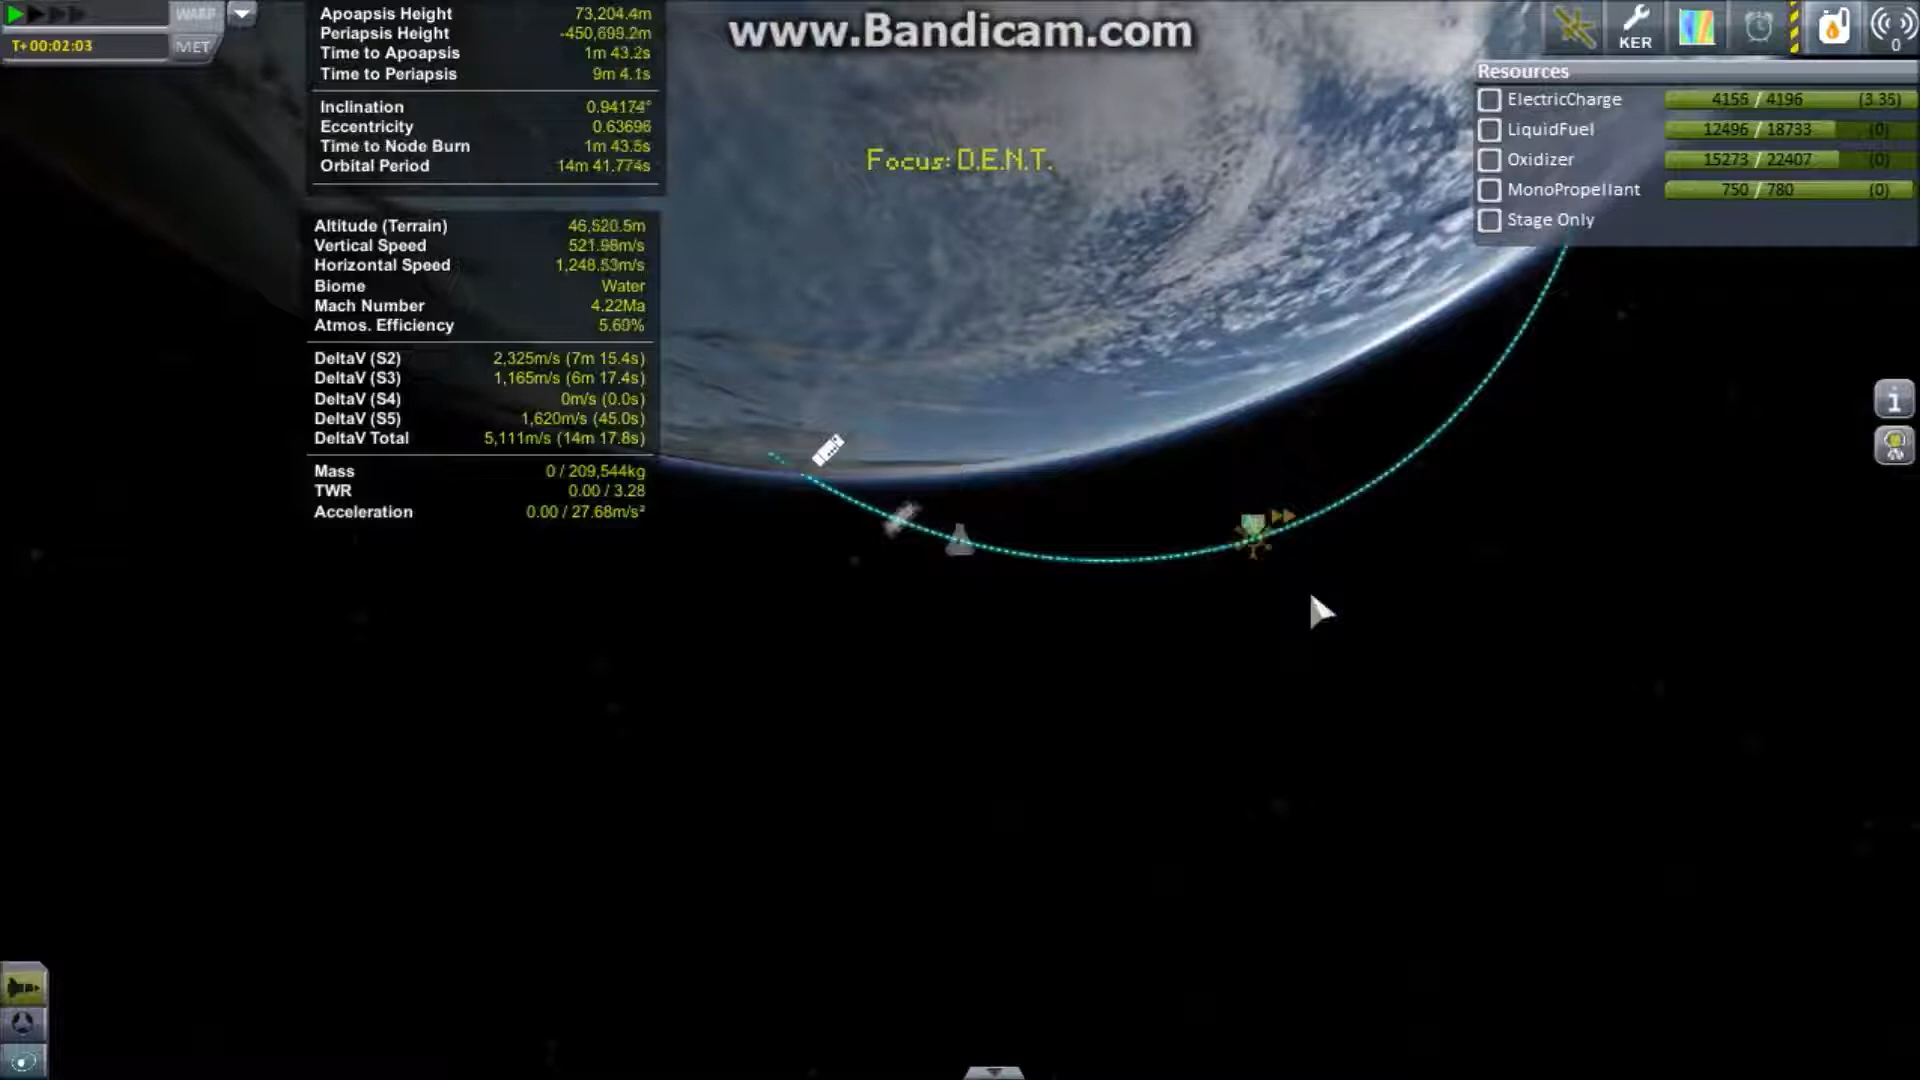 WARP
T+ 00:02:03
MET
Apoapsis Height 73,204.4m
Periapsis Height -450,699.2m
Time to Apoapsis 1m 43.2s
Time to Periapsis 9m 4.1s
Inclination 0.94174°
Eccentricity 0.63696
Time to Node Burn 1m 43.5s
Orbital Period 14m 41.774s
Altitude (Terrain) 46,520.5m
Vertical Speed 521.98m/s
Horizontal Speed 1,248.53m/s
Biome Water
Mach Number 4.22Ma
Atmos. Efficiency 5.60%
DeltaV (S2) 2,325m/s (7m 15.4s)
DeltaV (S3) 1,165m/s (6m 17.4s)
DeltaV (S4) 0m/s (0.0s)
DeltaV (S5) 1,620m/s (45.0s)
DeltaV Total 5,111m/s (14m 17.8s)
Mass 0 / 209,544kg
TWR 0.00 / 3.28
Acceleration 0.00 / 27.68m/s²
www.Bandicam.com
Focus: D.E.N.T.
KER
0
Resources
ElectricCharge 4155 / 4196 (3.35)
LiquidFuel 12496 / 18733 (0)
Oxidizer 15273 / 22407 (0)
MonoPropellant 750 / 780 (0)
Stage Only